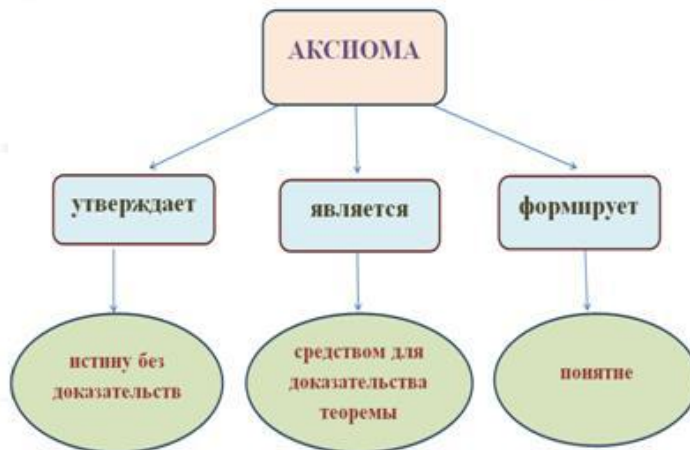 АКСИОМА
утверждает
является
формирует
истину без
доказательств
средством для
доказательства
теоремы
понятие